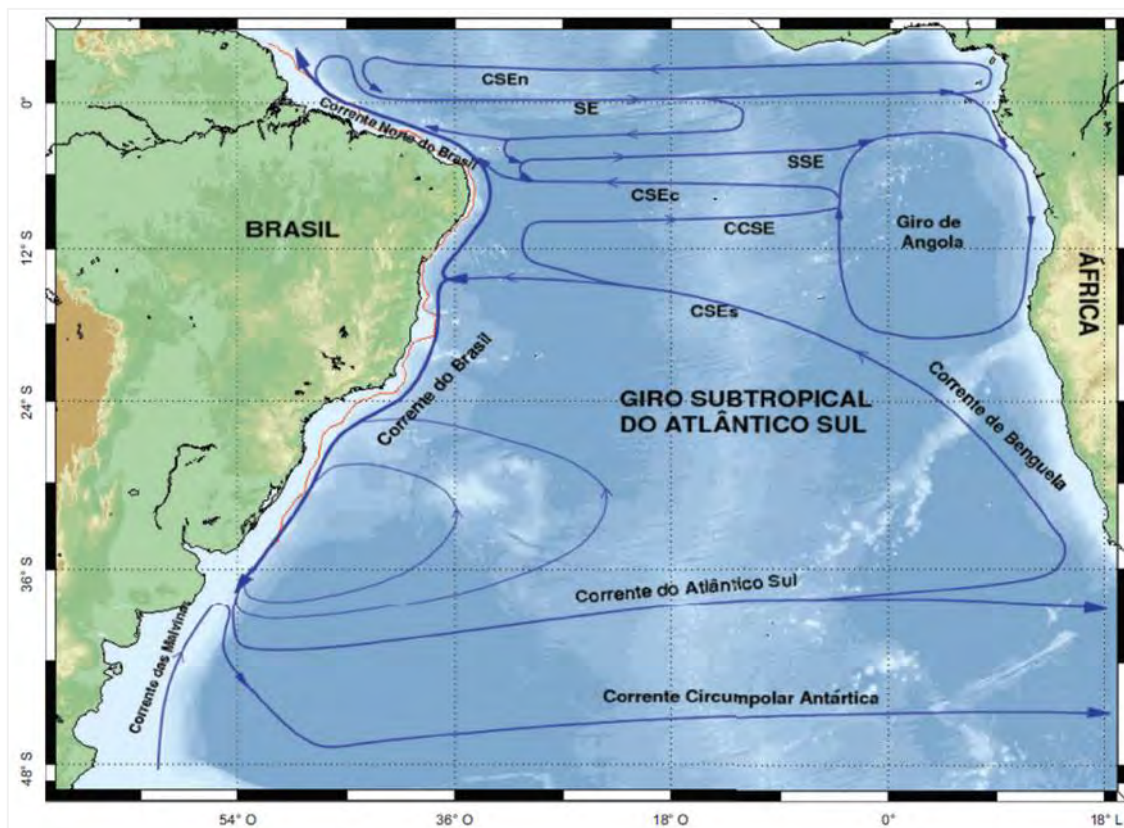 CSEn
0°
SE
Corrente Norte do Brasil
SSE
CSEc
BRASIL
CCSE
Giro de
Angola
12° S
ÁFRICA
CSEs
Corrente do Brasil
24° S
GIRO SUBTROPICAL
DO ATLÂNTICO SUL
Corrente de Benguela
36° S
Corrente do Atlântico Sul
Corrente das Malvinas
Corrente Circumpolar Antártica
48° S
54° O
36° O
18° O
0°
18° L